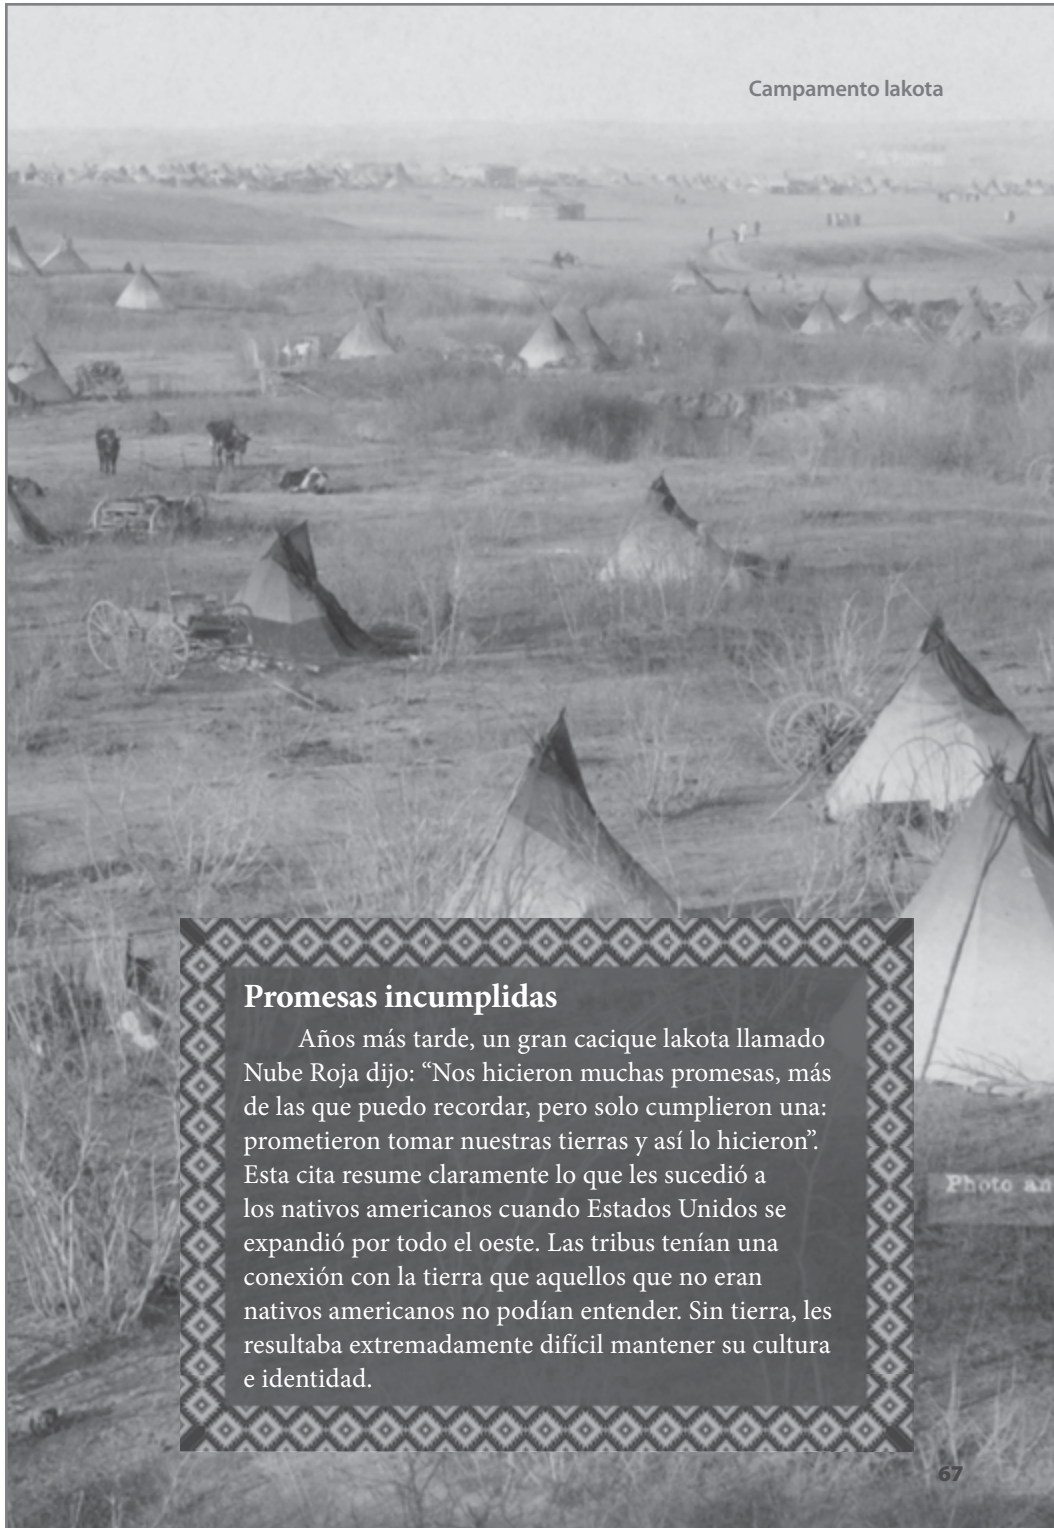 Campamento lakota
Promesas incumplidas
Años más tarde, un gran cacique lakota llamado
Nube Roja dijo: “Nos hicieron muchas promesas, más
de las que puedo recordar, pero solo cumplieron una:
prometieron tomar nuestras tierras y así lo hicieron”.
Esta cita resume claramente lo que les sucedió a
los nativos americanos cuando Estados Unidos se
expandió por todo el oeste. Las tribus tenían una
conexión con la tierra que aquellos que no eran
nativos americanos no podían entender. Sin tierra, les
resultaba extremadamente difícil mantener su cultura
e identidad.
Photo an
67